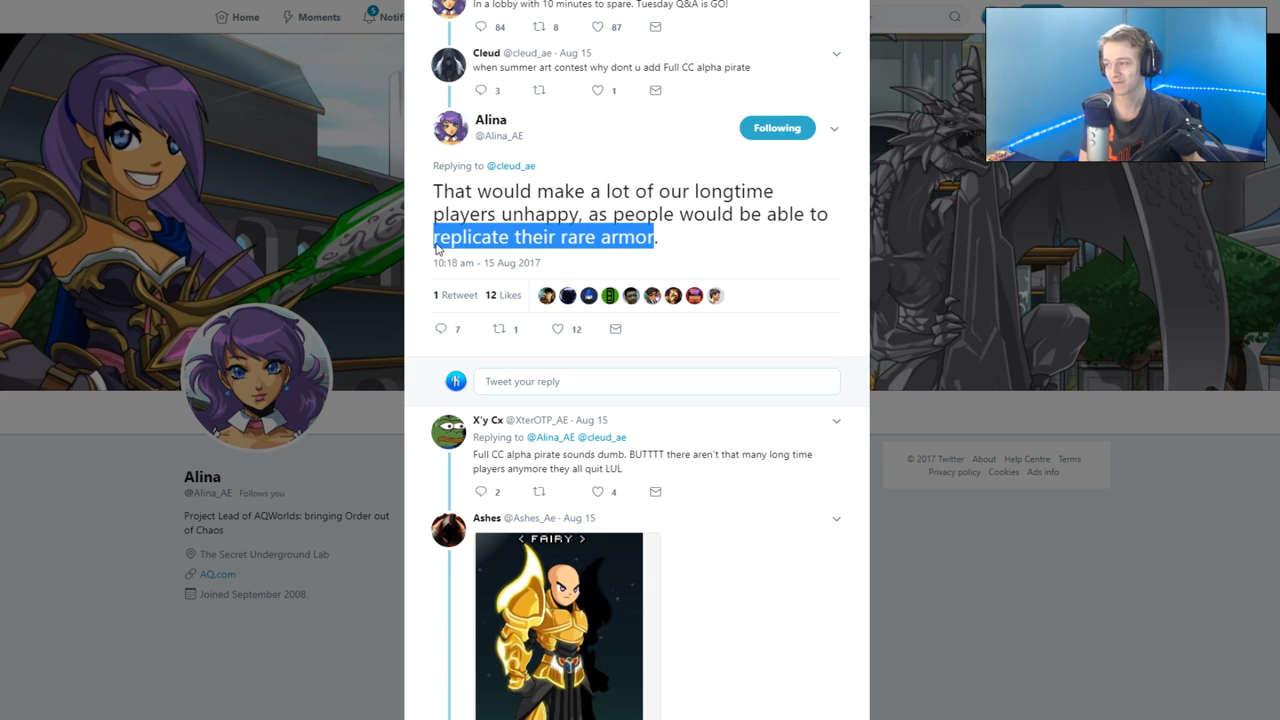 Home
Moments
Notif
In a lobby with 10 minutes to spare. Tuesday Q&A is GO!
84 8 87
Cleud @cleud_ae · Aug 15
when summer art contest why dont u add Full CC alpha pirate
3 1
Alina
@Alina_AE
Following
Replying to @cleud_ae
That would make a lot of our longtime
players unhappy, as people would be able to
replicate their rare armor.
10:18 am - 15 Aug 2017
1 Retweet 12 Likes
7 1 12
Tweet your reply
X'y Cx @XterOTP_AE · Aug 15
Replying to @Alina_AE @cleud_ae
Full CC alpha pirate sounds dumb. BUTTTT there aren't that many long time
players anymore they all quit LUL
2 4
Ashes @Ashes_Ae · Aug 15
< FAIRY >
Alina
@Alina_AE Follows you
Project Lead of AQWorlds: bringing Order out
of Chaos
The Secret Underground Lab
AQ.com
Joined September 2008
© 2017 Twitter About Help Centre Terms
Privacy policy Cookies Ads info